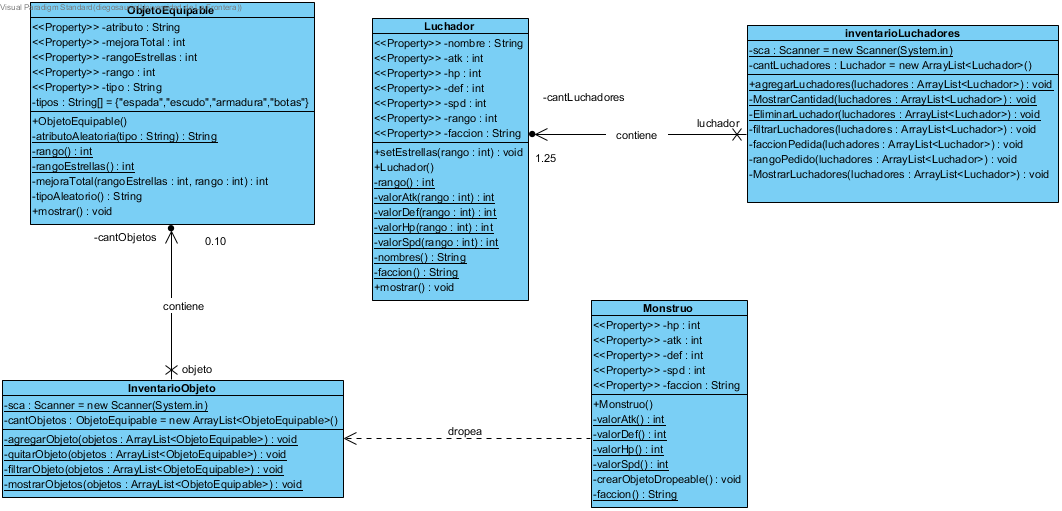 Visual Paradigm Standard(diegosa
ObjetoEquipable
<<Property>> -atributo : String
<<Property>> -mejoraTotal : int
<<Property>> -rangoEstrellas : int
<<Property>> -rango : int
<<Property>> -tipo : String
-tipos : String[] = {"espada","escudo","armadura","botas"}
+ObjetoEquipable()
-atributoAleatoria(tipo : String) : String
-rango() : int
-rangoEstrellas() : int
-mejoraTotal(rangoEstrellas : int, rango : int) : int
-tipoAleatorio() : String
+mostrar() : void
-cantObjetos
0.10
contiene
objeto
InventarioObjeto
-sca : Scanner = new Scanner(System.in)
-cantObjetos : ObjetoEquipable = new ArrayList<ObjetoEquipable>()
-agregarObjeto(objetos : ArrayList<ObjetoEquipable>) : void
-quitarObjeto(objetos : ArrayList<ObjetoEquipable>) : void
-filtrarObjeto(objetos : ArrayList<ObjetoEquipable>) : void
-mostrarObjetos(objetos : ArrayList<ObjetoEquipable>) : void
Luchador
<<Property>> -nombre : String
<<Property>> -atk : int
<<Property>> -hp : int
<<Property>> -def : int
<<Property>> -spd : int
<<Property>> -rango : int
<<Property>> -faccion : String
+setEstrellas(rango : int) : void
+Luchador()
-rango() : int
-valorAtk(rango : int) : int
-valorDef(rango : int) : int
-valorHp(rango : int) : int
-valorSpd(rango : int) : int
-nombres() : String
-faccion() : String
+mostrar() : void
-cantLuchadores
1.25
contiene
luchador
inventarioLuchadores
-sca : Scanner = new Scanner(System.in)
-cantLuchadores : Luchador = new ArrayList<Luchador>()
+agregarLuchadores(luchadores : ArrayList<Luchador>) : void
-MostrarCantidad(luchadores : ArrayList<Luchador>) : void
-EliminarLuchador(luchadores : ArrayList<Luchador>) : void
-filtrarLuchadores(luchadores : ArrayList<Luchador>) : void
-faccionPedida(luchadores : ArrayList<Luchador>) : void
-rangoPedido(luchadores : ArrayList<Luchador>) : void
-MostrarLuchadores(luchadores : ArrayList<Luchador>) : void
Monstruo
<<Property>> -hp : int
<<Property>> -atk : int
<<Property>> -def : int
<<Property>> -spd : int
<<Property>> -faccion : String
+Monstruo()
-valorAtk() : int
-valorDef() : int
-valorHp() : int
-valorSpd() : int
-crearObjetoDropeable() : void
-faccion() : String
dropea